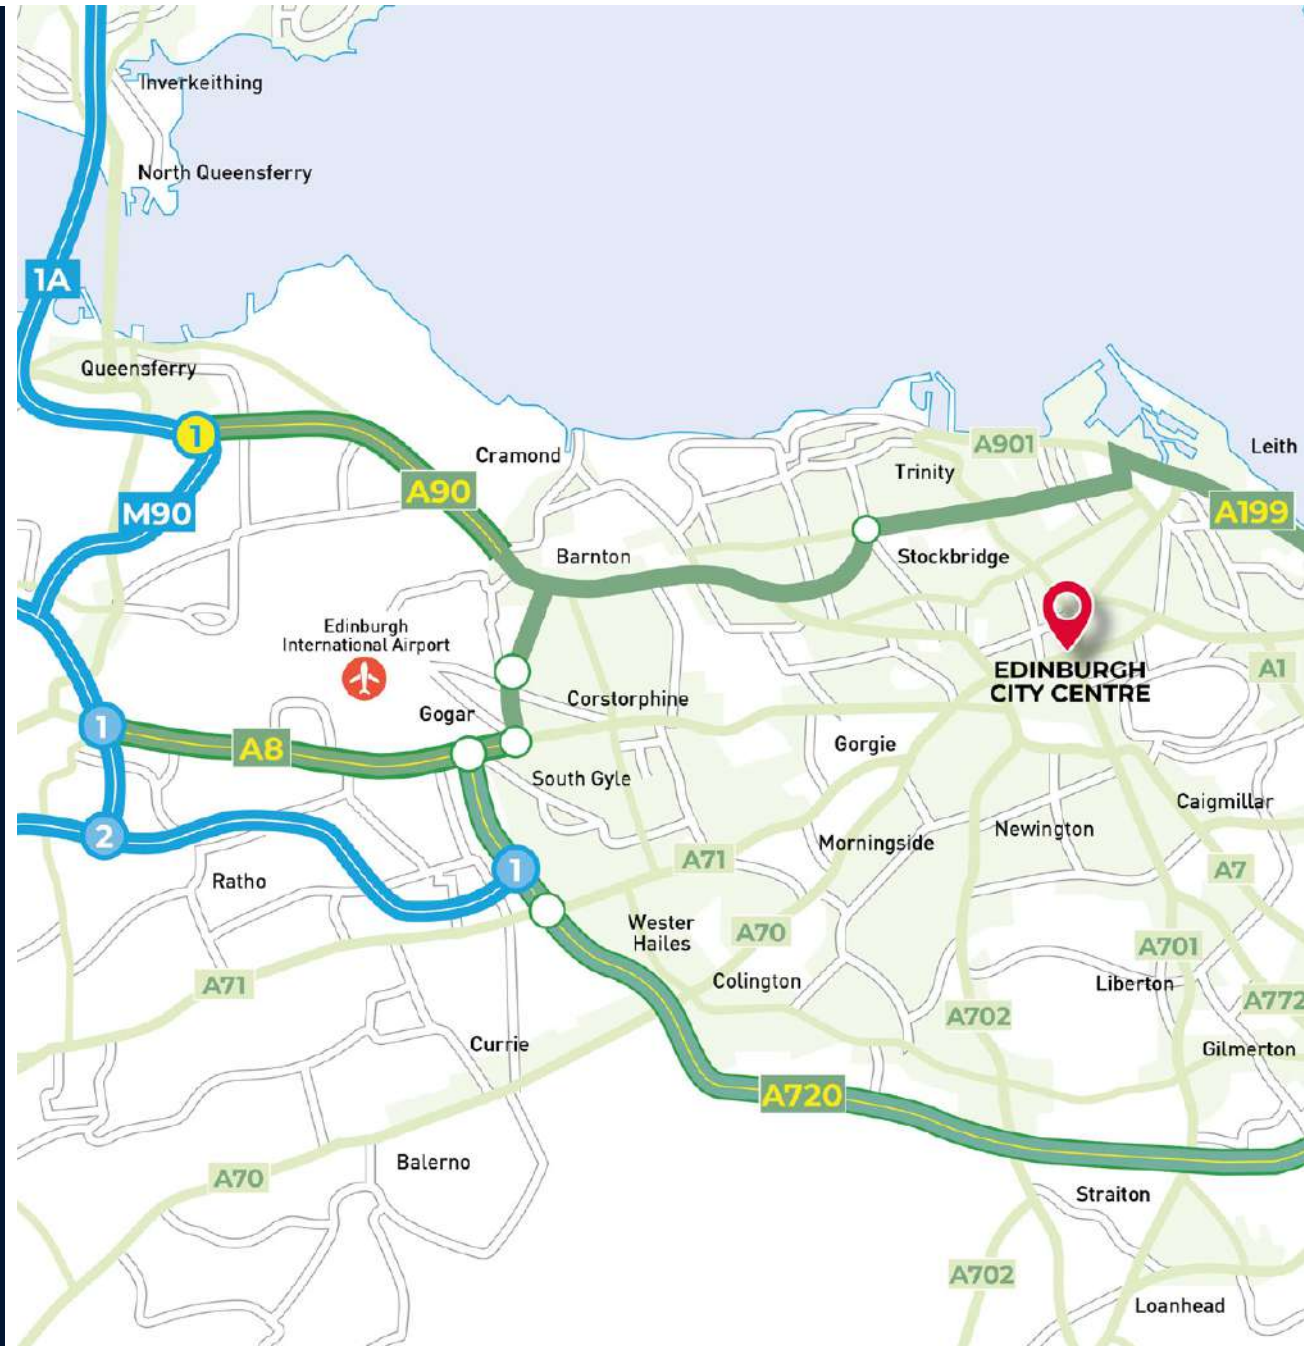 Inverkeithing
North Queensferry
1A
Queensferry
1
M90
A90
Cramond
Trinity
A901
Leith
A199
Barnton
Stockbridge
Edinburgh
International Airport
EDINBURGH
CITY CENTRE
A1
Corstorphine
Gogar
1
A8
Gorgie
South Gyle
Caigmillar
2
Newington
Morningside
A71
A7
1
Ratho
Wester
Hailes
A70
A701
Colington
Liberton
A71
A772
A702
Currie
Gilmerton
A720
Balerno
A70
Straiton
A702
Loanhead